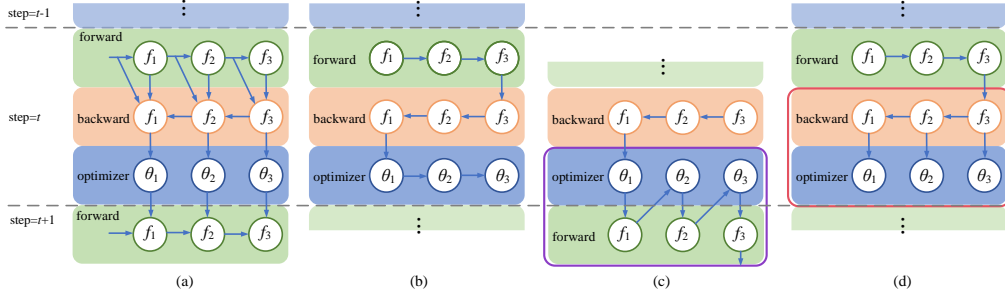 step=t-1
forward
f1 f2 f3
step=t
backward
f1 f2 f3
optimizer
θ1 θ2 θ3
step=t+1
forward
f1 f2 f3
(a)
forward
f1 f2 f3
backward
f1 f2 f3
optimizer
θ1 θ2 θ3
(b)
backward
f1 f2 f3
optimizer
θ1 θ2 θ3
forward
f1 f2 f3
(c)
forward
f1 f2 f3
backward
f1 f2 f3
optimizer
θ1 θ2 θ3
(d)